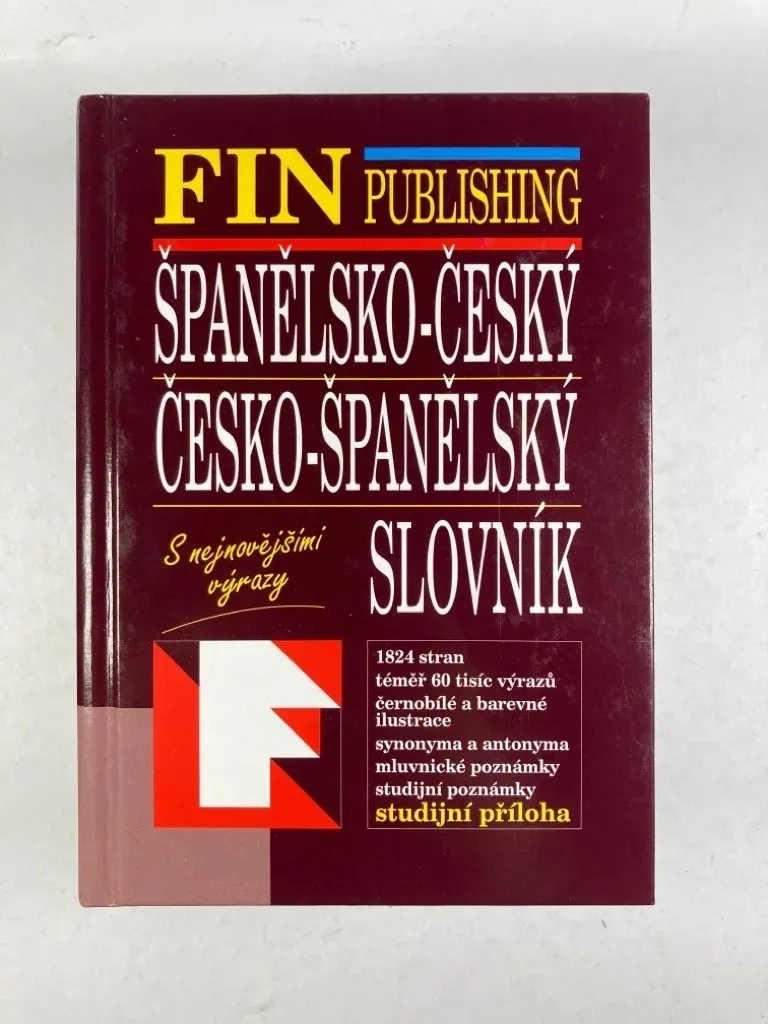 FIN PUBLISHING
ŠPANĚLSKO-ČESKÝ
ČESKO-ŠPANĚLSKÝ
SLOVNÍK
S nejnovějšími
výrazy
1824 stran
téměř 60 tisíc výrazů
černobílé a barevné
ilustrace
synonyma a antonyma
mluvnické poznámky
studijní poznámky
studijní příloha